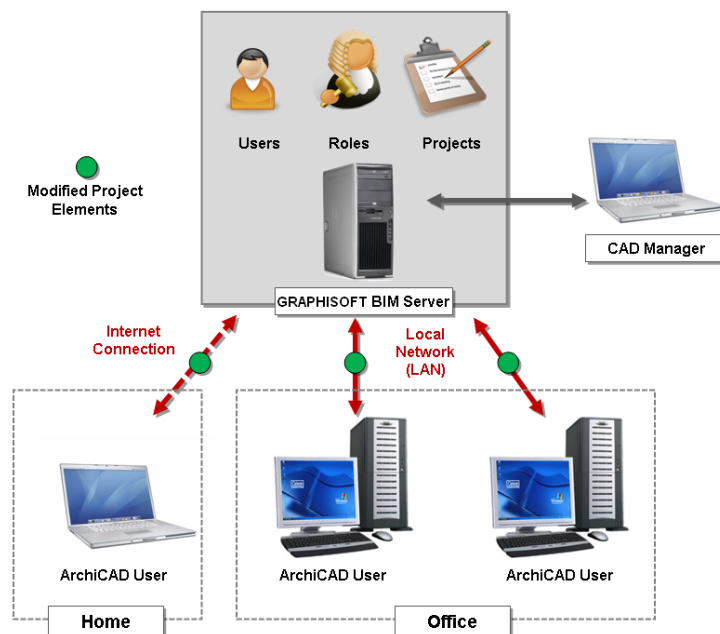 Users
Roles
Projects
Modified Project
Elements
CAD Manager
GRAPHISOFT BIM Server
Internet
Connection
Local
Network
(LAN)
ArchiCAD User
ArchiCAD User
ArchiCAD User
Home
Office